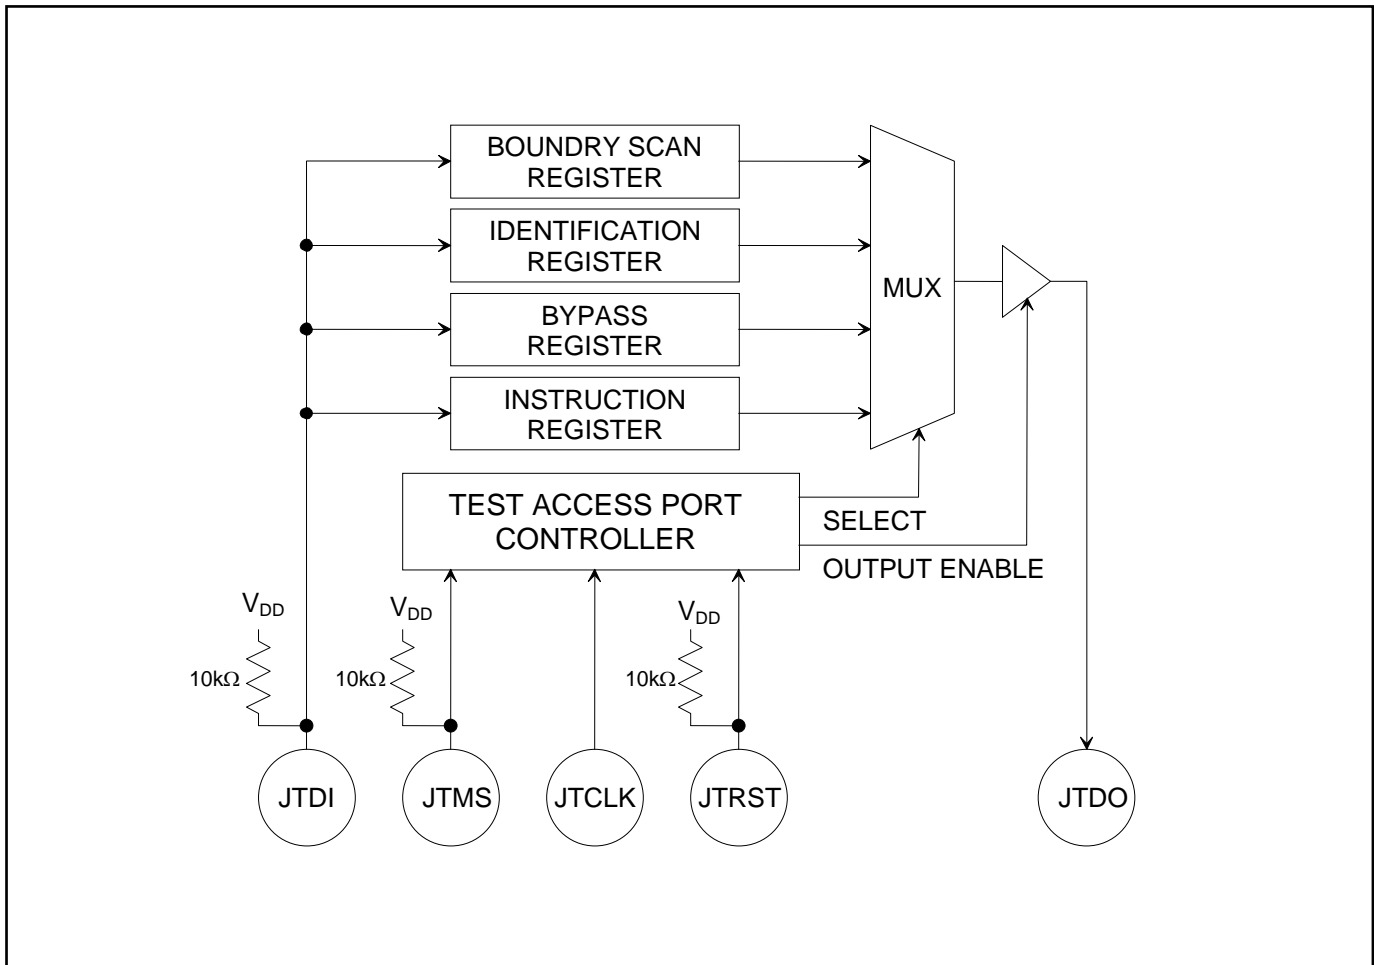 BOUNDRY SCAN
REGISTER
IDENTIFICATION
REGISTER
BYPASS
REGISTER
INSTRUCTION
REGISTER
MUX
TEST ACCESS PORT
CONTROLLER
SELECT
OUTPUT ENABLE
VDD
10kΩ
VDD
10kΩ
VDD
10kΩ
JTDI
JTMS
JTCLK
JTRST
JTDO